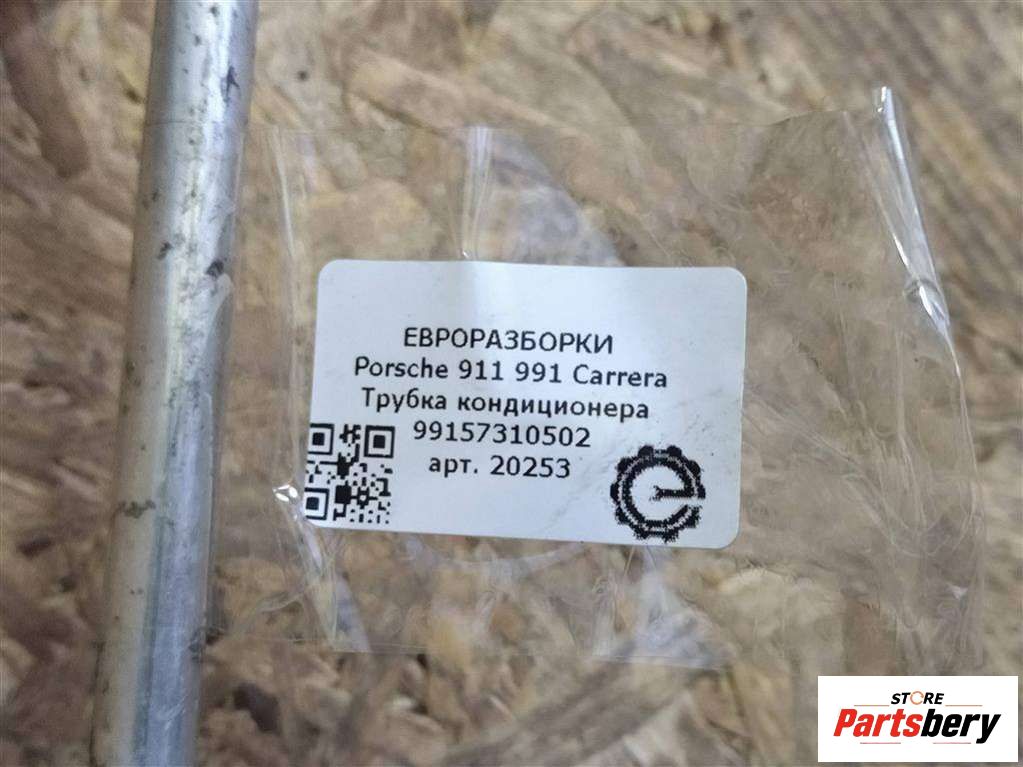 ЕВРОРАЗБОРКИ
Porsche 911 991 Carrera
Трубка кондиционера
99157310502
арт. 20253
STORE
Partsbery